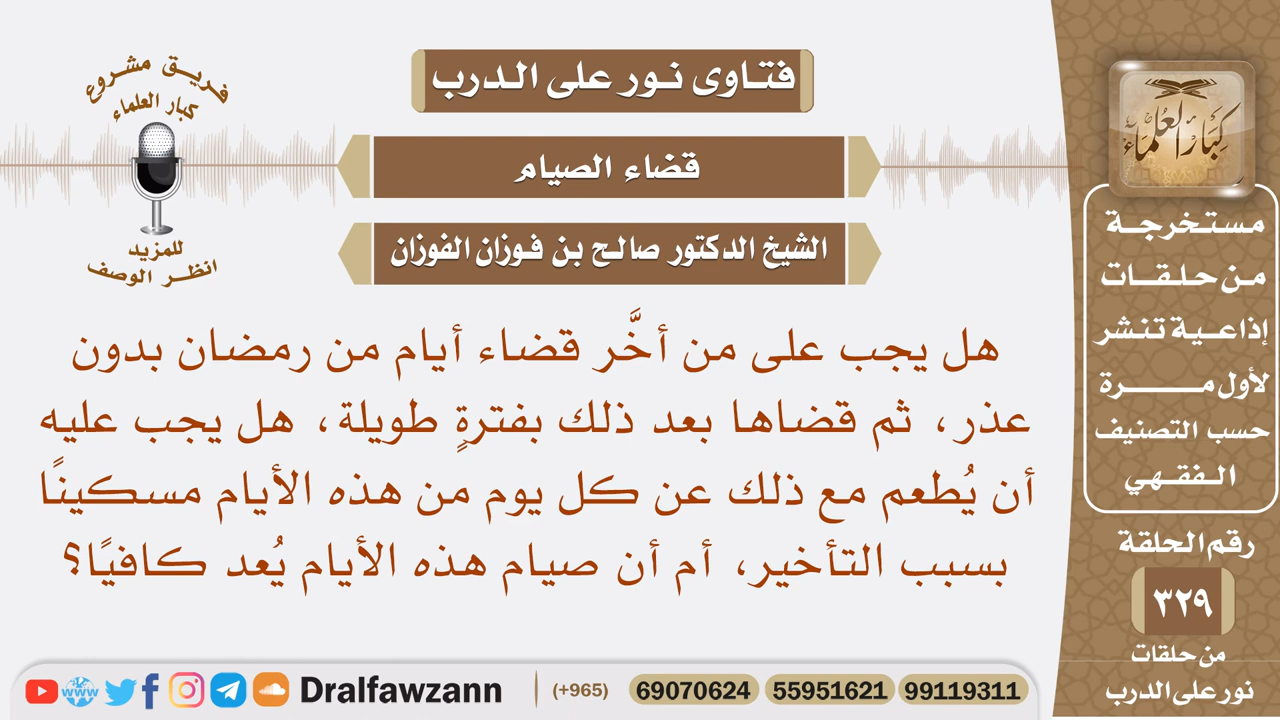 فتاوى نور على الدرب
قضاء الصيام
الشيخ الدكتور صالح بن فوزان الفوزان
هل يجب على من أخَّر قضاء أيام من رمضان بدون
عذر، ثم قضاها بعد ذلك بفترةٍ طويلة، هل يجب عليه
أن يُطعم مع ذلك عن كل يوم من هذه الأيام مسكينًا
بسبب التأخير، أم أن صيام هذه الأيام يُعد كافيًا؟
فريق مشروع
كبار العلماء
للمزيد
انظر الوصف
كِبَارُ العُلَمَاء
مستخرجة
من حلقات
إذاعية تنشر
لأول مرة
حسب التصنيف
الفقهي
رقم الحلقة
٣٢٩
من حلقات
نور على الدرب
www
Dralfawzann
(+965)
69070624
55951621
99119311